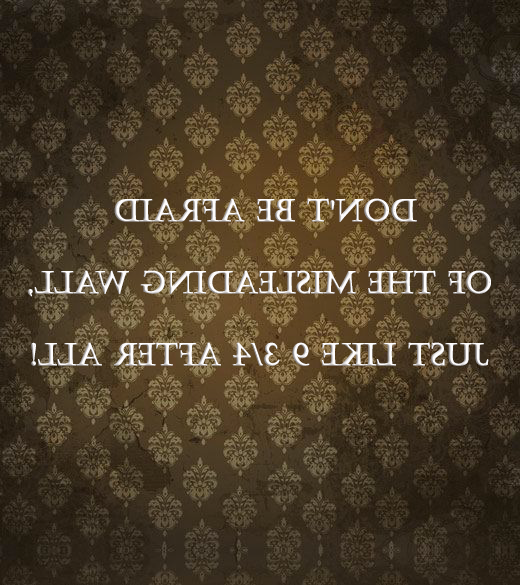 DON'T BE AFRAID
OF THE MISLEADING WALL,
JUST LIKE 9 3/4 AFTER ALL!